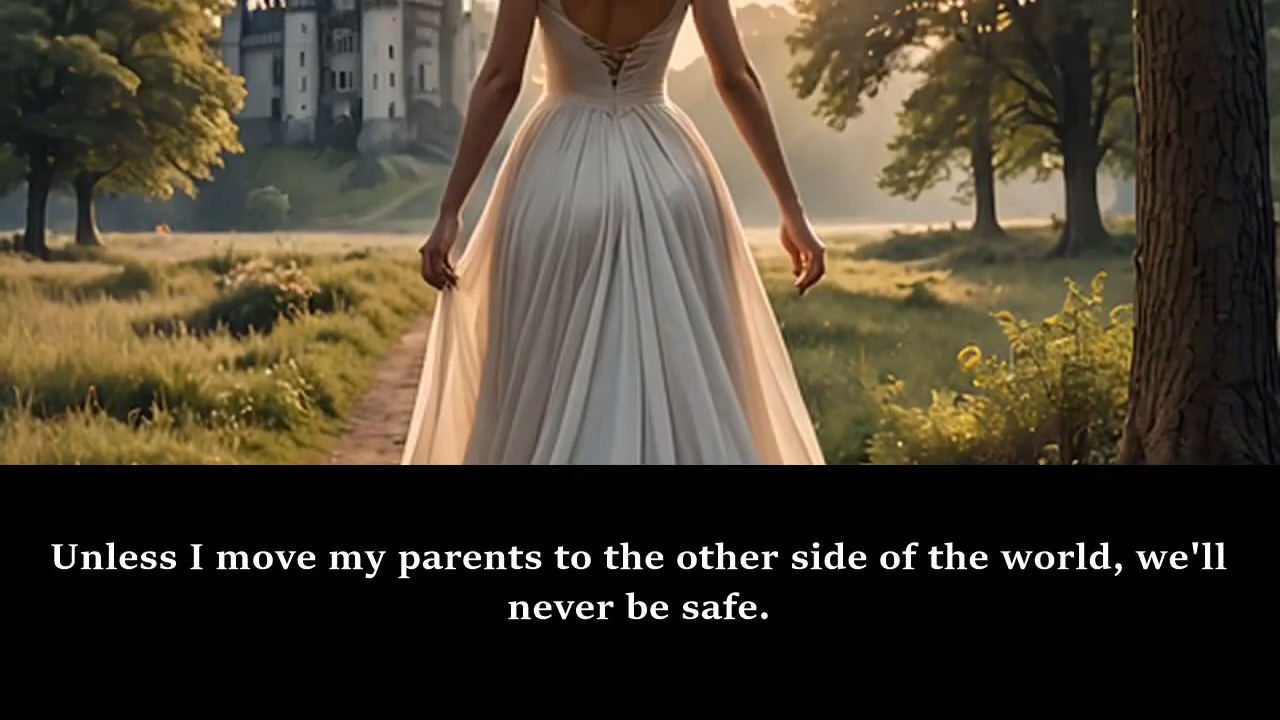 Unless I move my parents to the other side of the world, we'll
never be safe.